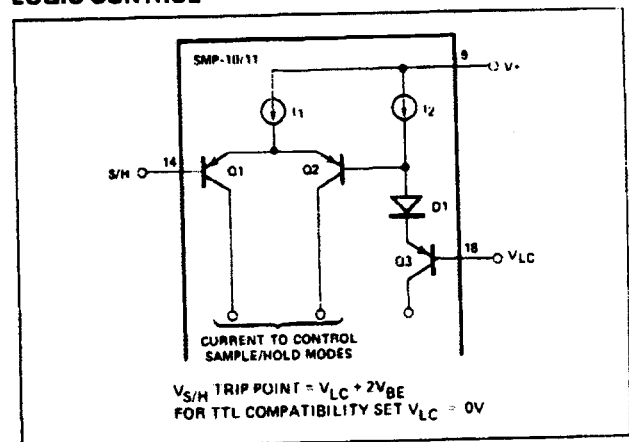 LOGIC CONTROL
SMP-10/11
9
V+
I1
I2
14
S/H
Q1
Q2
D1
18
Q3
VLC
CURRENT TO CONTROL
SAMPLE/HOLD MODES
VS/H TRIP POINT = VLC + 2VBE
FOR TTL COMPATIBILITY SET VLC = 0V